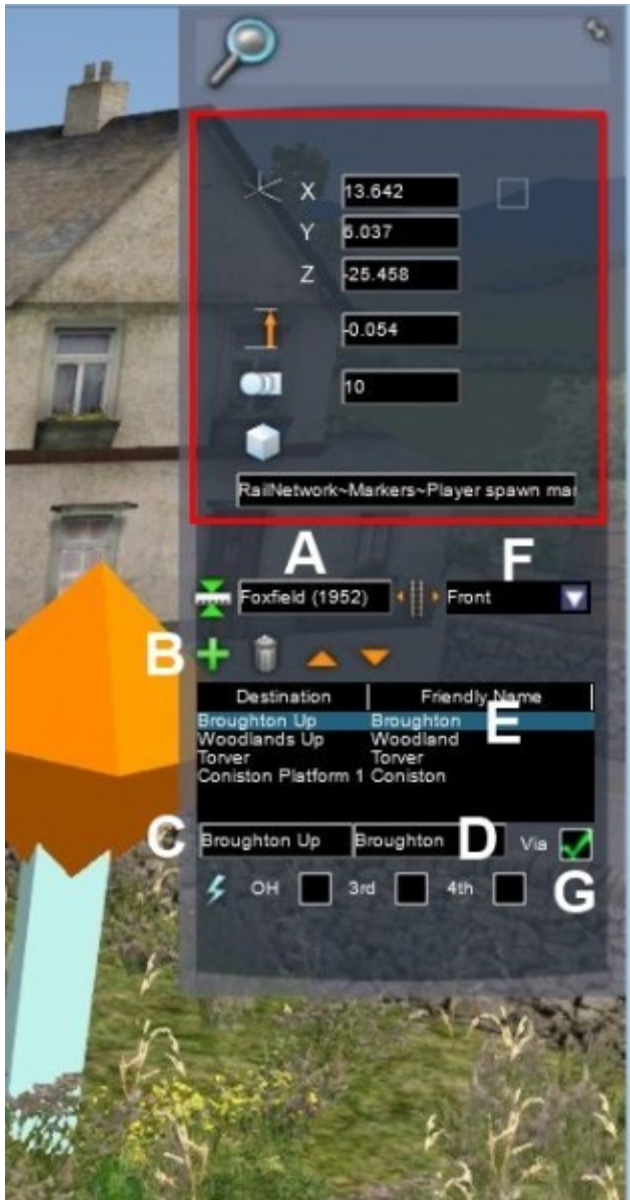 X 13.642
Y 6.037
Z -25.458
-0.054
10
RailNetwork~Markers~Player spawn mar
A F
Foxfield (1952) Front
B
Destination Friendly Name
Broughton Up Broughton E
Woodlands Up Woodland
Torver Torver
Coniston Platform 1 Coniston
C Broughton Up Broughton D Via
OH 3rd 4th G